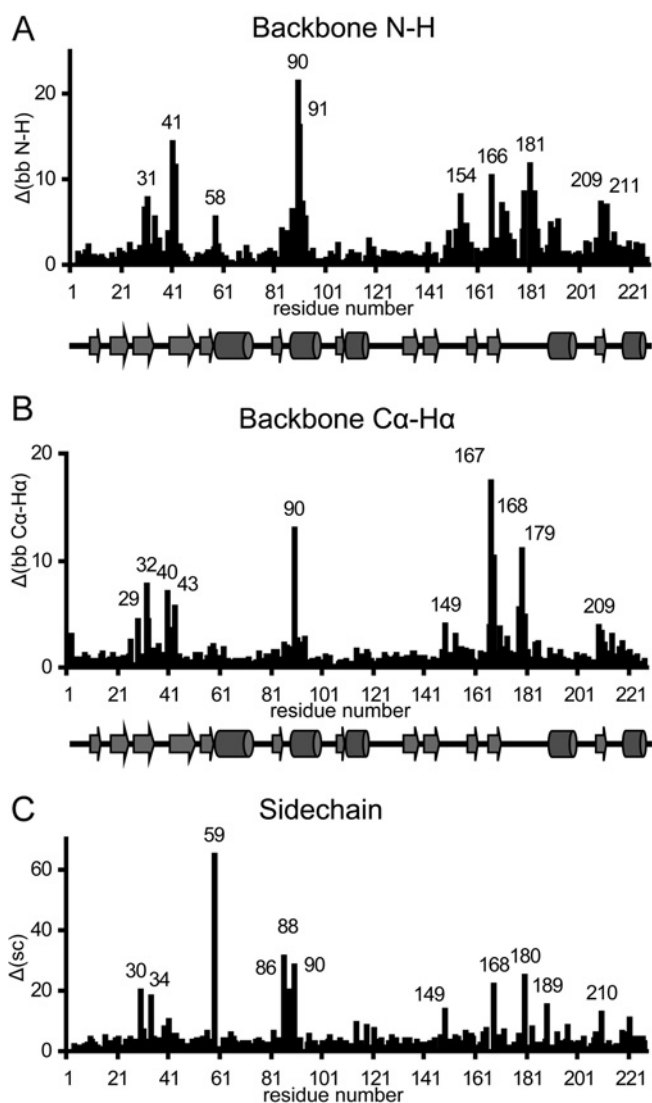 A
Backbone N-H
Δ(bb N-H)
20
10
0
31
41
58
90
91
154
166
181
209
211
1 21 41 61 81 101 121 141 161 181 201 221
residue number
B
Backbone Cα-Hα
Δ(bb Cα-Hα)
20
10
0
29
32
40
43
90
149
167
168
179
209
1 21 41 61 81 101 121 141 161 181 201 221
residue number
C
Sidechain
Δ(sc)
60
40
20
0
30
34
59
86
88
90
149
168
180
189
210
1 21 41 61 81 101 121 141 161 181 201 221
residue number